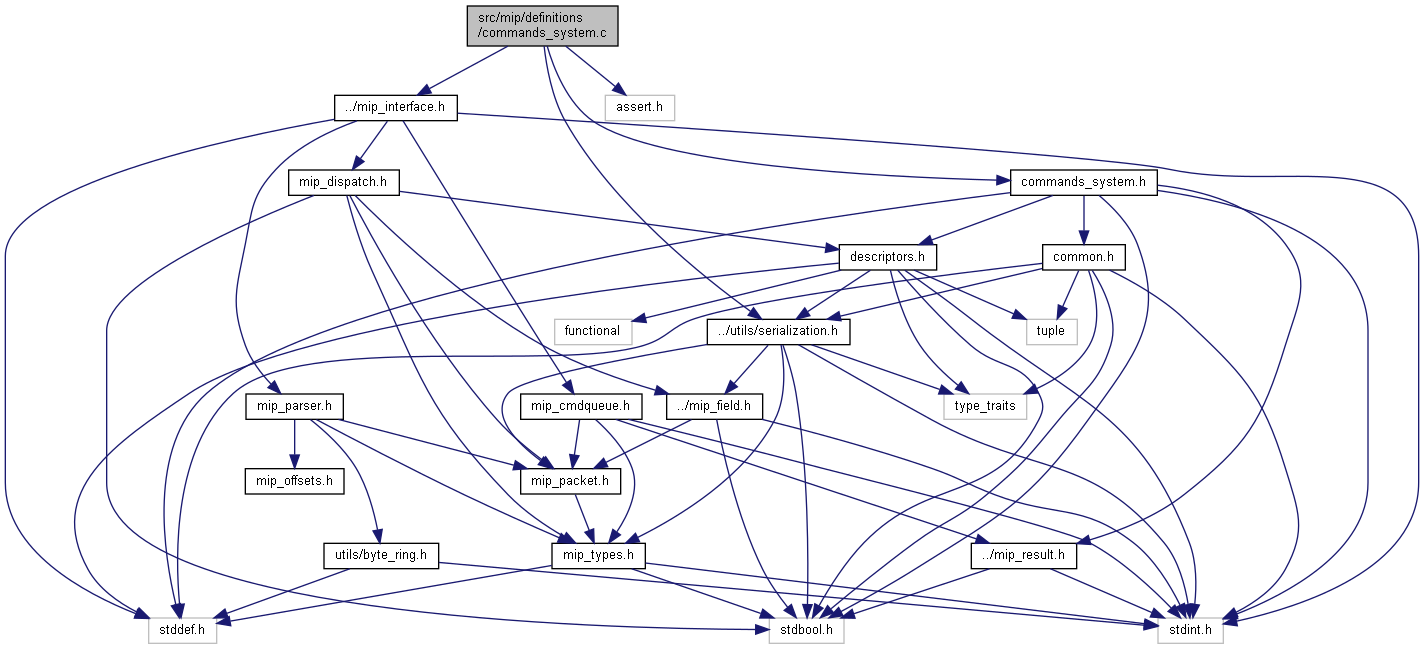 src/mip/definitions
/commands_system.c
../mip_interface.h
assert.h
mip_dispatch.h
commands_system.h
descriptors.h
common.h
functional
../utils/serialization.h
tuple
mip_parser.h
mip_cmdqueue.h
../mip_field.h
type_traits
mip_offsets.h
mip_packet.h
utils/byte_ring.h
mip_types.h
../mip_result.h
stddef.h
stdbool.h
stdint.h